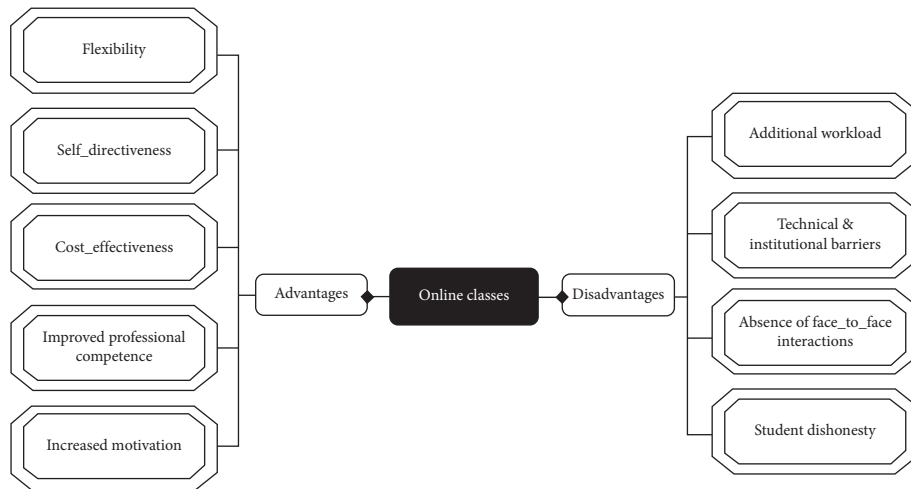 Flexibility
Self_directiveness
Cost_effectiveness
Improved professional
competence
Increased motivation
Advantages
Online classes
Disadvantages
Additional workload
Technical &
institutional barriers
Absence of face_to_face
interactions
Student dishonesty